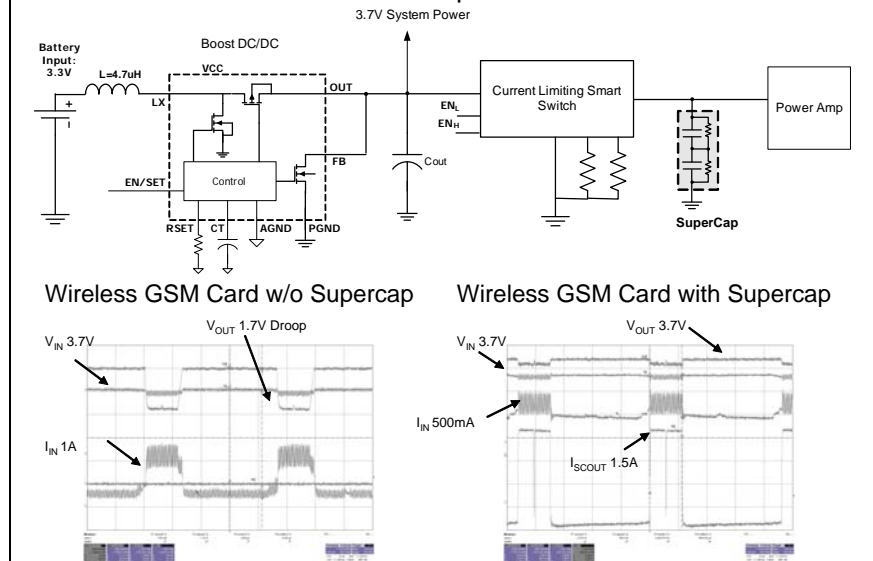 3.7V System Power
Boost DC/DC
Battery
Input:
3.3V
L=4.7uH
VCC
LX
OUT
FB
Control
EN/SET
RSET
CT
AGND
PGND
Cout
ENL
ENH
Current Limiting Smart
Switch
Power Amp
SuperCap
Wireless GSM Card w/o Supercap
Wireless GSM Card with Supercap
VIN 3.7V
VOUT 1.7V Droop
IIN 1A
VIN 3.7V
VOUT 3.7V
IIN 500mA
ISCOUT 1.5A